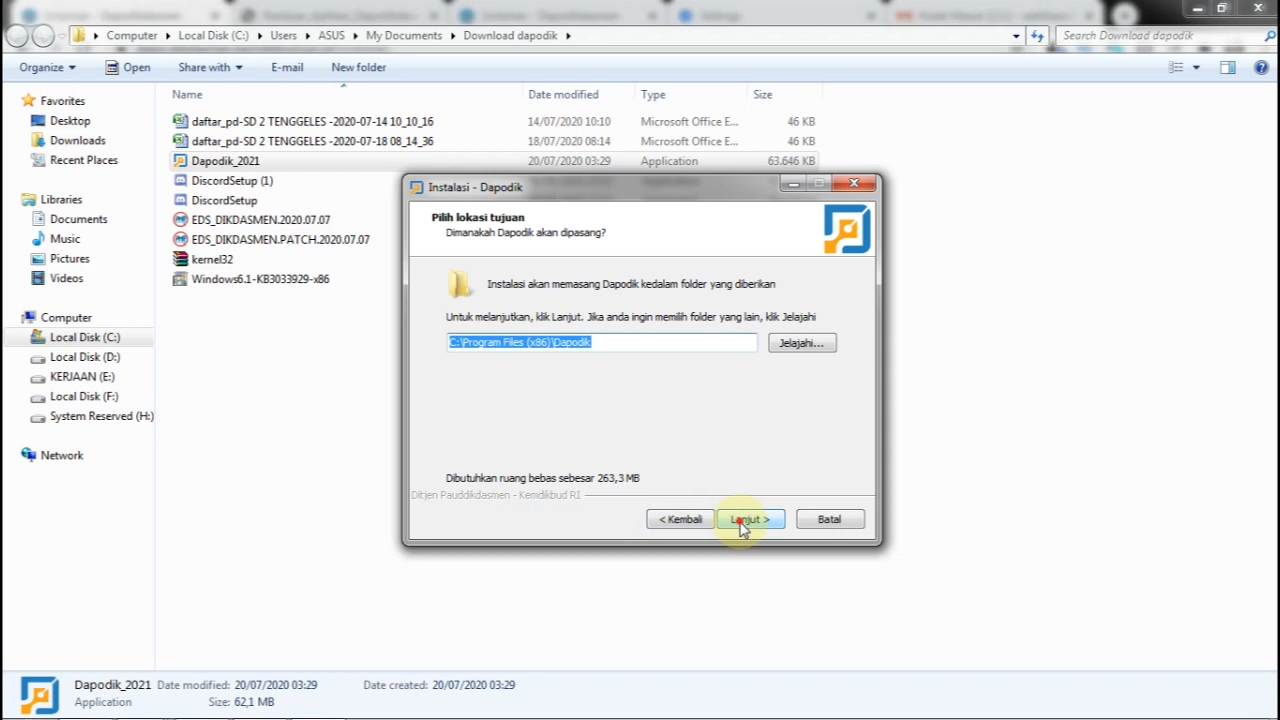 Computer Local Disk (C:) Users ASUS My Documents Download dapodik
Search Download dapodik
Organize Open Share with E-mail New folder
Favorites
Desktop
Downloads
Recent Places
Libraries
Documents
Music
Pictures
Videos
Computer
Local Disk (C:)
Local Disk (D:)
KERJAAN (E:)
Local Disk (F:)
System Reserved (H:)
Network
Name Date modified Type Size
daftar_pd-SD 2 TENGGELES -2020-07-14 10_10_16 14/07/2020 10:10 Microsoft Office E... 46 KB
daftar_pd-SD 2 TENGGELES -2020-07-18 08_14_36 18/07/2020 08:14 Microsoft Office E... 46 KB
Dapodik_2021 20/07/2020 03:29 Application 63.646 KB
DiscordSetup (1)
DiscordSetup
EDS_DIKDASMEN.2020.07.07
EDS_DIKDASMEN.PATCH.2020.07.07
kernel32
Windows6.1-KB3033929-x86
Instalasi - Dapodik
Pilih lokasi tujuan
Dimanakah Dapodik akan dipasang?
Instalasi akan memasang Dapodik kedalam folder yang diberikan
Untuk melanjutkan, klik Lanjut. Jika anda ingin memilih folder yang lain, klik Jelajahi
C:\Program Files (x86)\Dapodik
Jelajahi...
Dibutuhkan ruang bebas sebesar 263,3 MB
Ditjen Pauddikdasmen - Kemdikbud RI
< Kembali Lanjut > Batal
Dapodik_2021 Date modified: 20/07/2020 03:29 Date created: 20/07/2020 03:29
Application Size: 62,1 MB